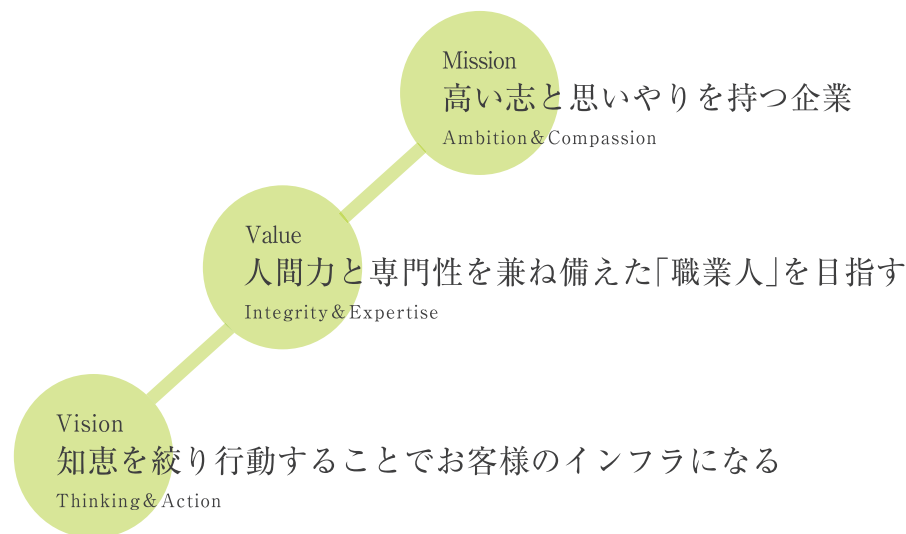 Mission
高い志と思いやりを持つ企業
Ambition&Compassion
Value
人間力と専門性を兼ね備えた「職業人」を目指す
Integrity&Expertise
Vision
知恵を絞り行動することでお客様のインフラになる
Thinking&Action